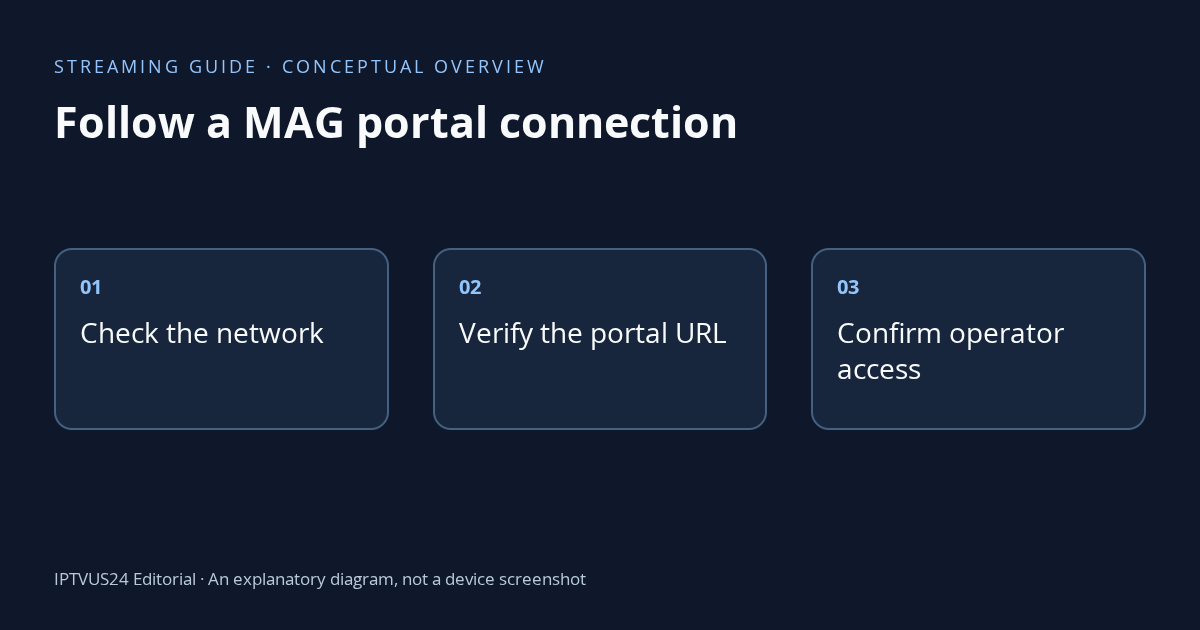 STREAMING GUIDE · CONCEPTUAL OVERVIEW
Follow a MAG portal connection
01
Check the network
02
Verify the portal URL
03
Confirm operator
access
IPTVUS24 Editorial · An explanatory diagram, not a device screenshot